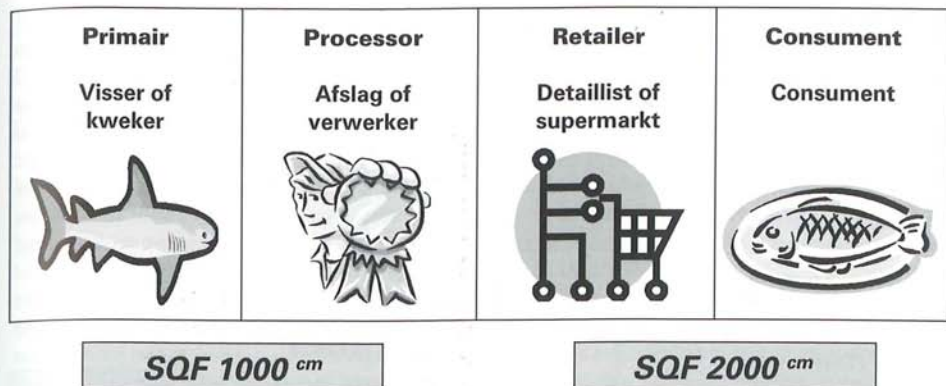 Primair
Visser of
kweker
Processor
Afslag of
verwerker
Retailer
Detaillist of
supermarkt
Consument
Consument
SQF 1000 cm
SQF 2000 cm